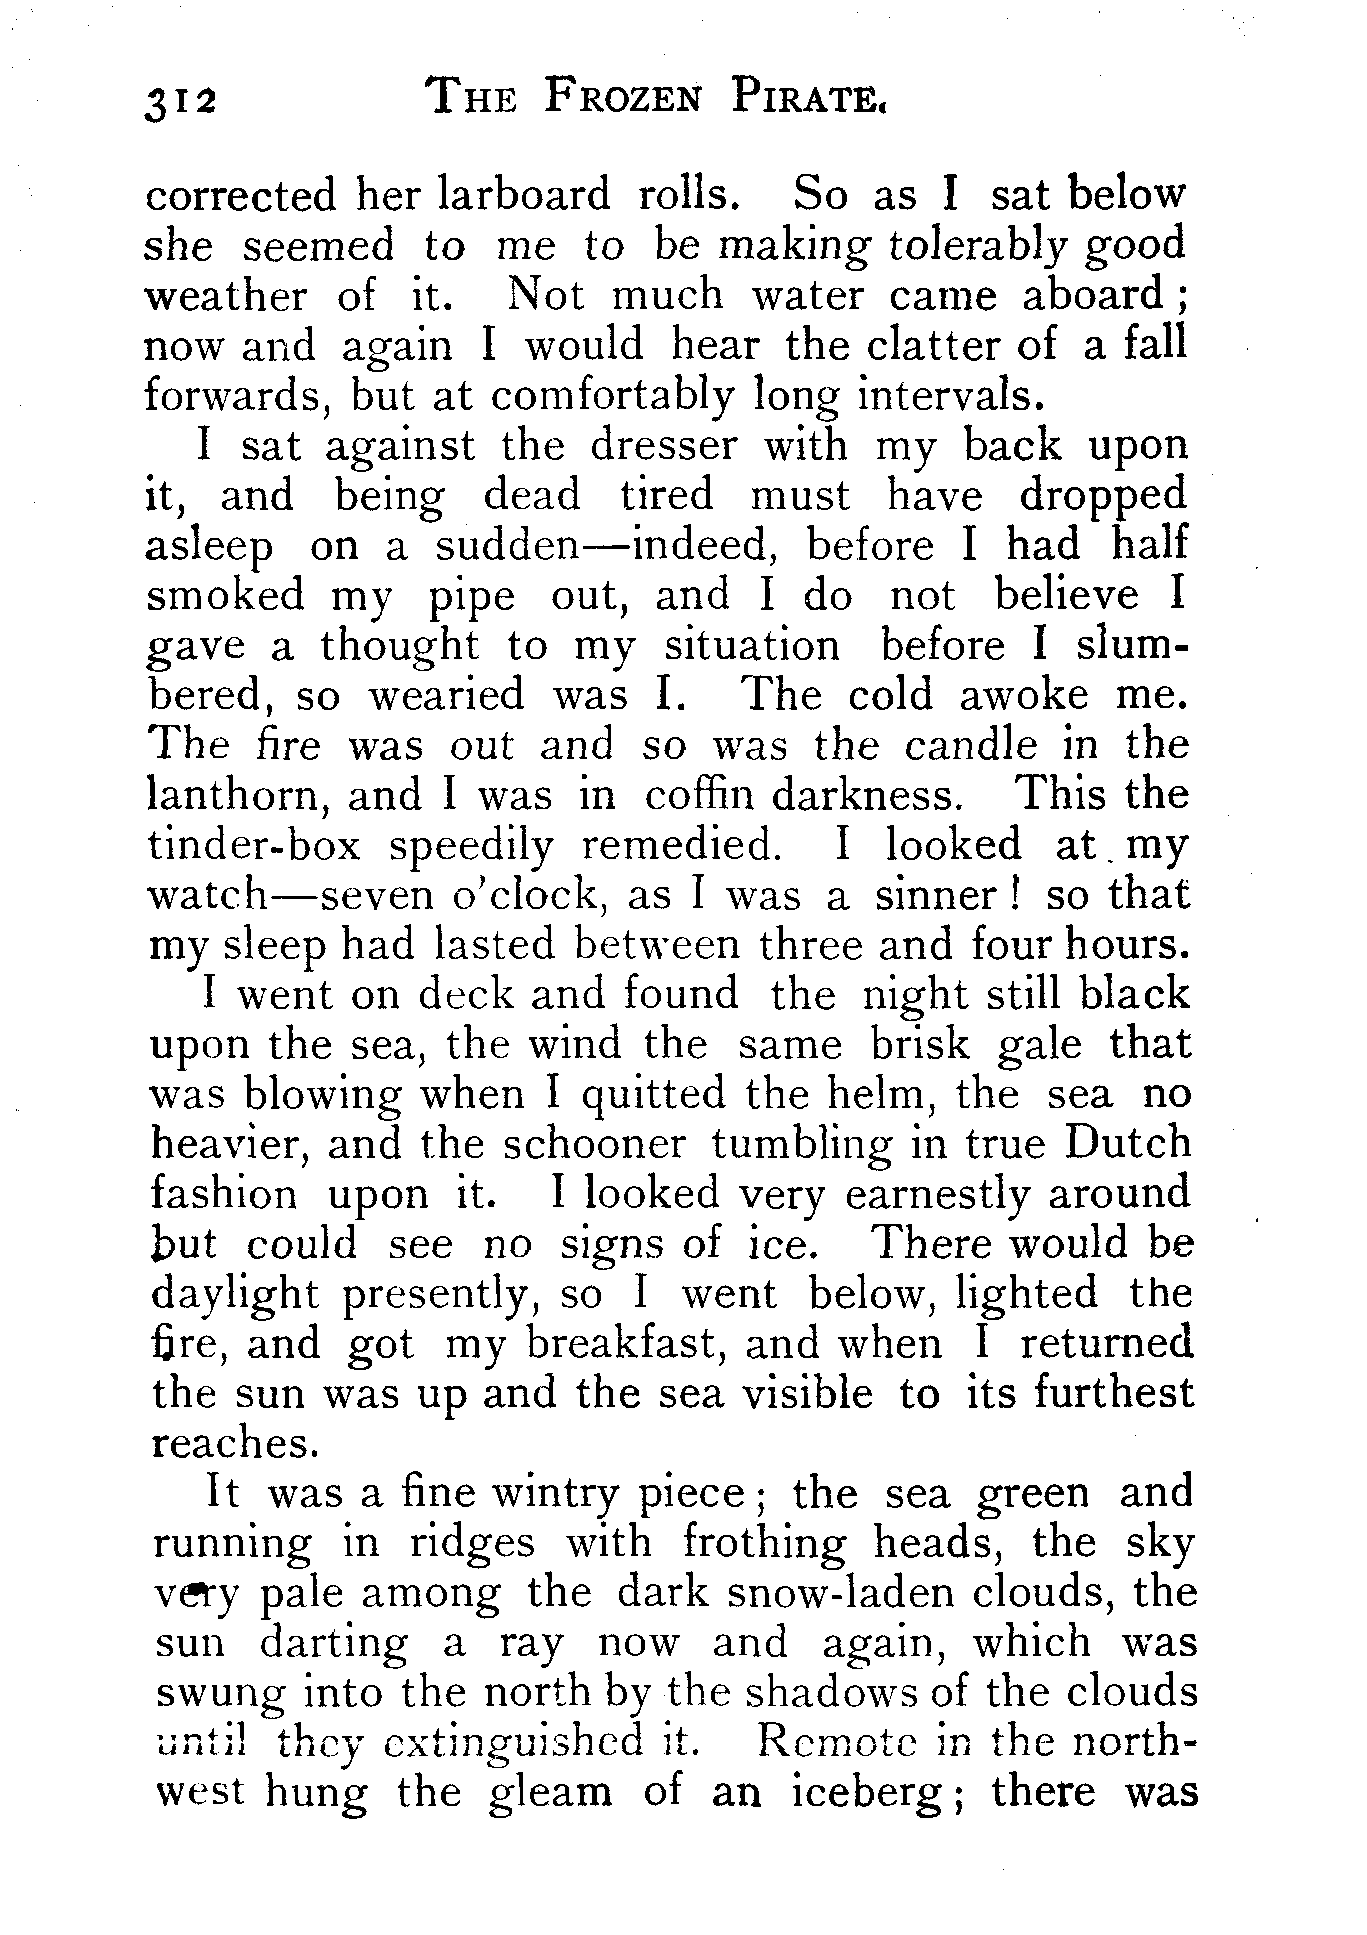 312 THE FROZEN PIRATE.
corrected her larboard rolls. So as I sat below
she seemed to me to be making tolerably good
weather of it. Not much water came aboard ;
now and again I would hear the clatter of a fall
forwards, but at comfortably long intervals.
I sat against the dresser with my back upon
it, and being dead tired must have dropped
asleep on a sudden—indeed, before I had half
smoked my pipe out, and I do not believe I
gave a thought to my situation before I slum-
bered, so wearied was I. The cold awoke me.
The fire was out and so was the candle in the
lanthorn, and I was in coffin darkness. This the
tinder-box speedily remedied. I looked at my
watch—seven o'clock, as I was a sinner ! so that
my sleep had lasted between three and four hours.
I went on deck and found the night still black
upon the sea, the wind the same brisk gale that
was blowing when I quitted the helm, the sea no
heavier, and the schooner tumbling in true Dutch
fashion upon it. I looked very earnestly around
but could see no signs of ice. There would be
daylight presently, so I went below, lighted the
fire, and got my breakfast, and when I returned
the sun was up and the sea visible to its furthest
reaches.
It was a fine wintry piece ; the sea green and
running in ridges with frothing heads, the sky
very pale among the dark snow-laden clouds, the
sun darting a ray now and again, which was
swung into the north by the shadows of the clouds
until they extinguished it. Remote in the north-
west hung the gleam of an iceberg ; there was